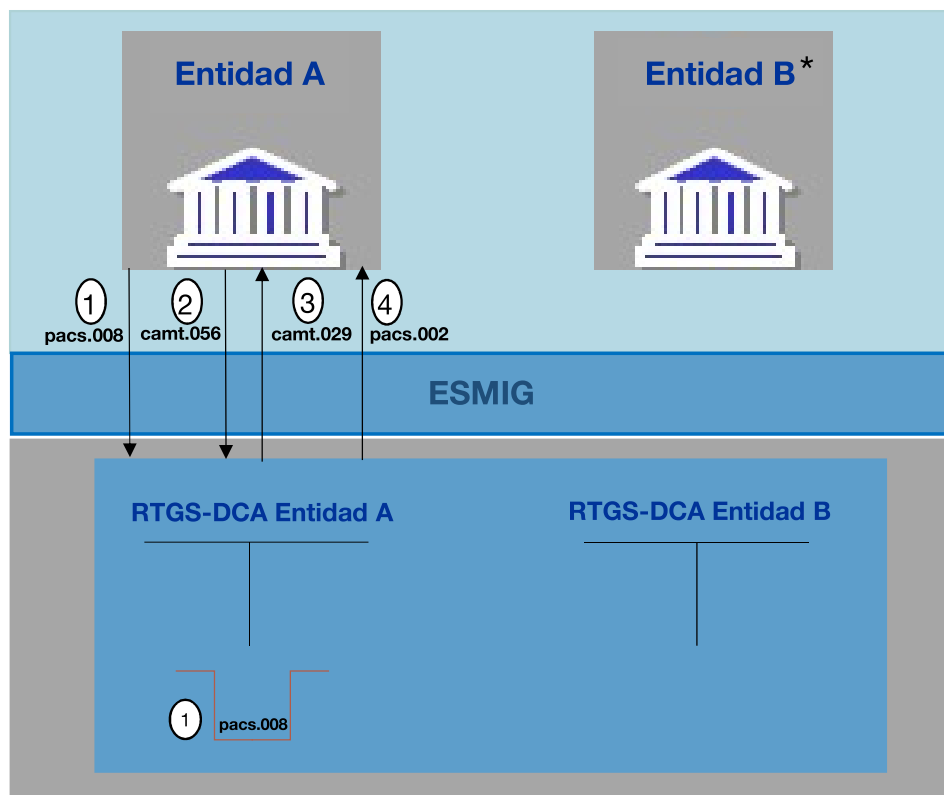 Entidad A
Entidad B*
1
2
3
4
pacs.008
camt.056
camt.029
pacs.002
ESMIG
RTGS-DCA Entidad A
RTGS-DCA Entidad B
1
pacs.008